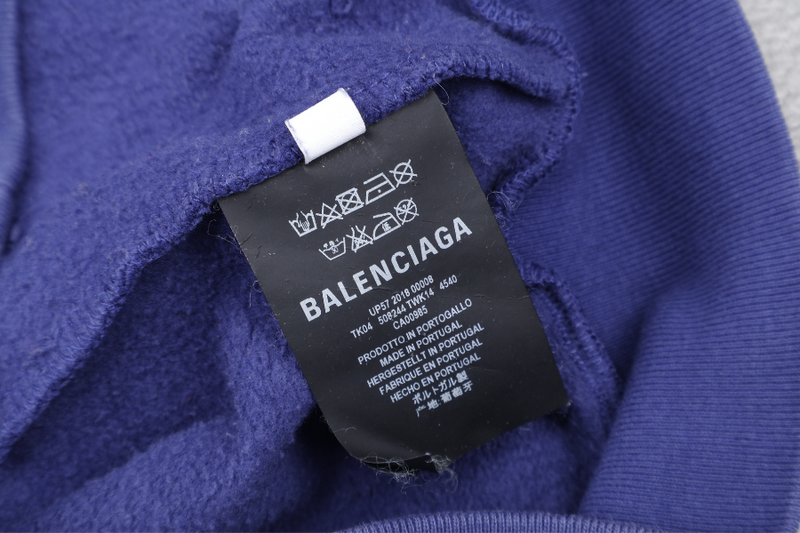 BALENCIAGA
UP57 2018 00008
TK04 508244 TWK14 4540
CA00985
PRODOTTO IN PORTOGALLO
MADE IN PORTUGAL
HERGESTELLT IN PORTUGAL
FABRIQUE EN PORTUGAL
HECHO EN PORTUGAL
ポルトガル製
产地:葡萄牙